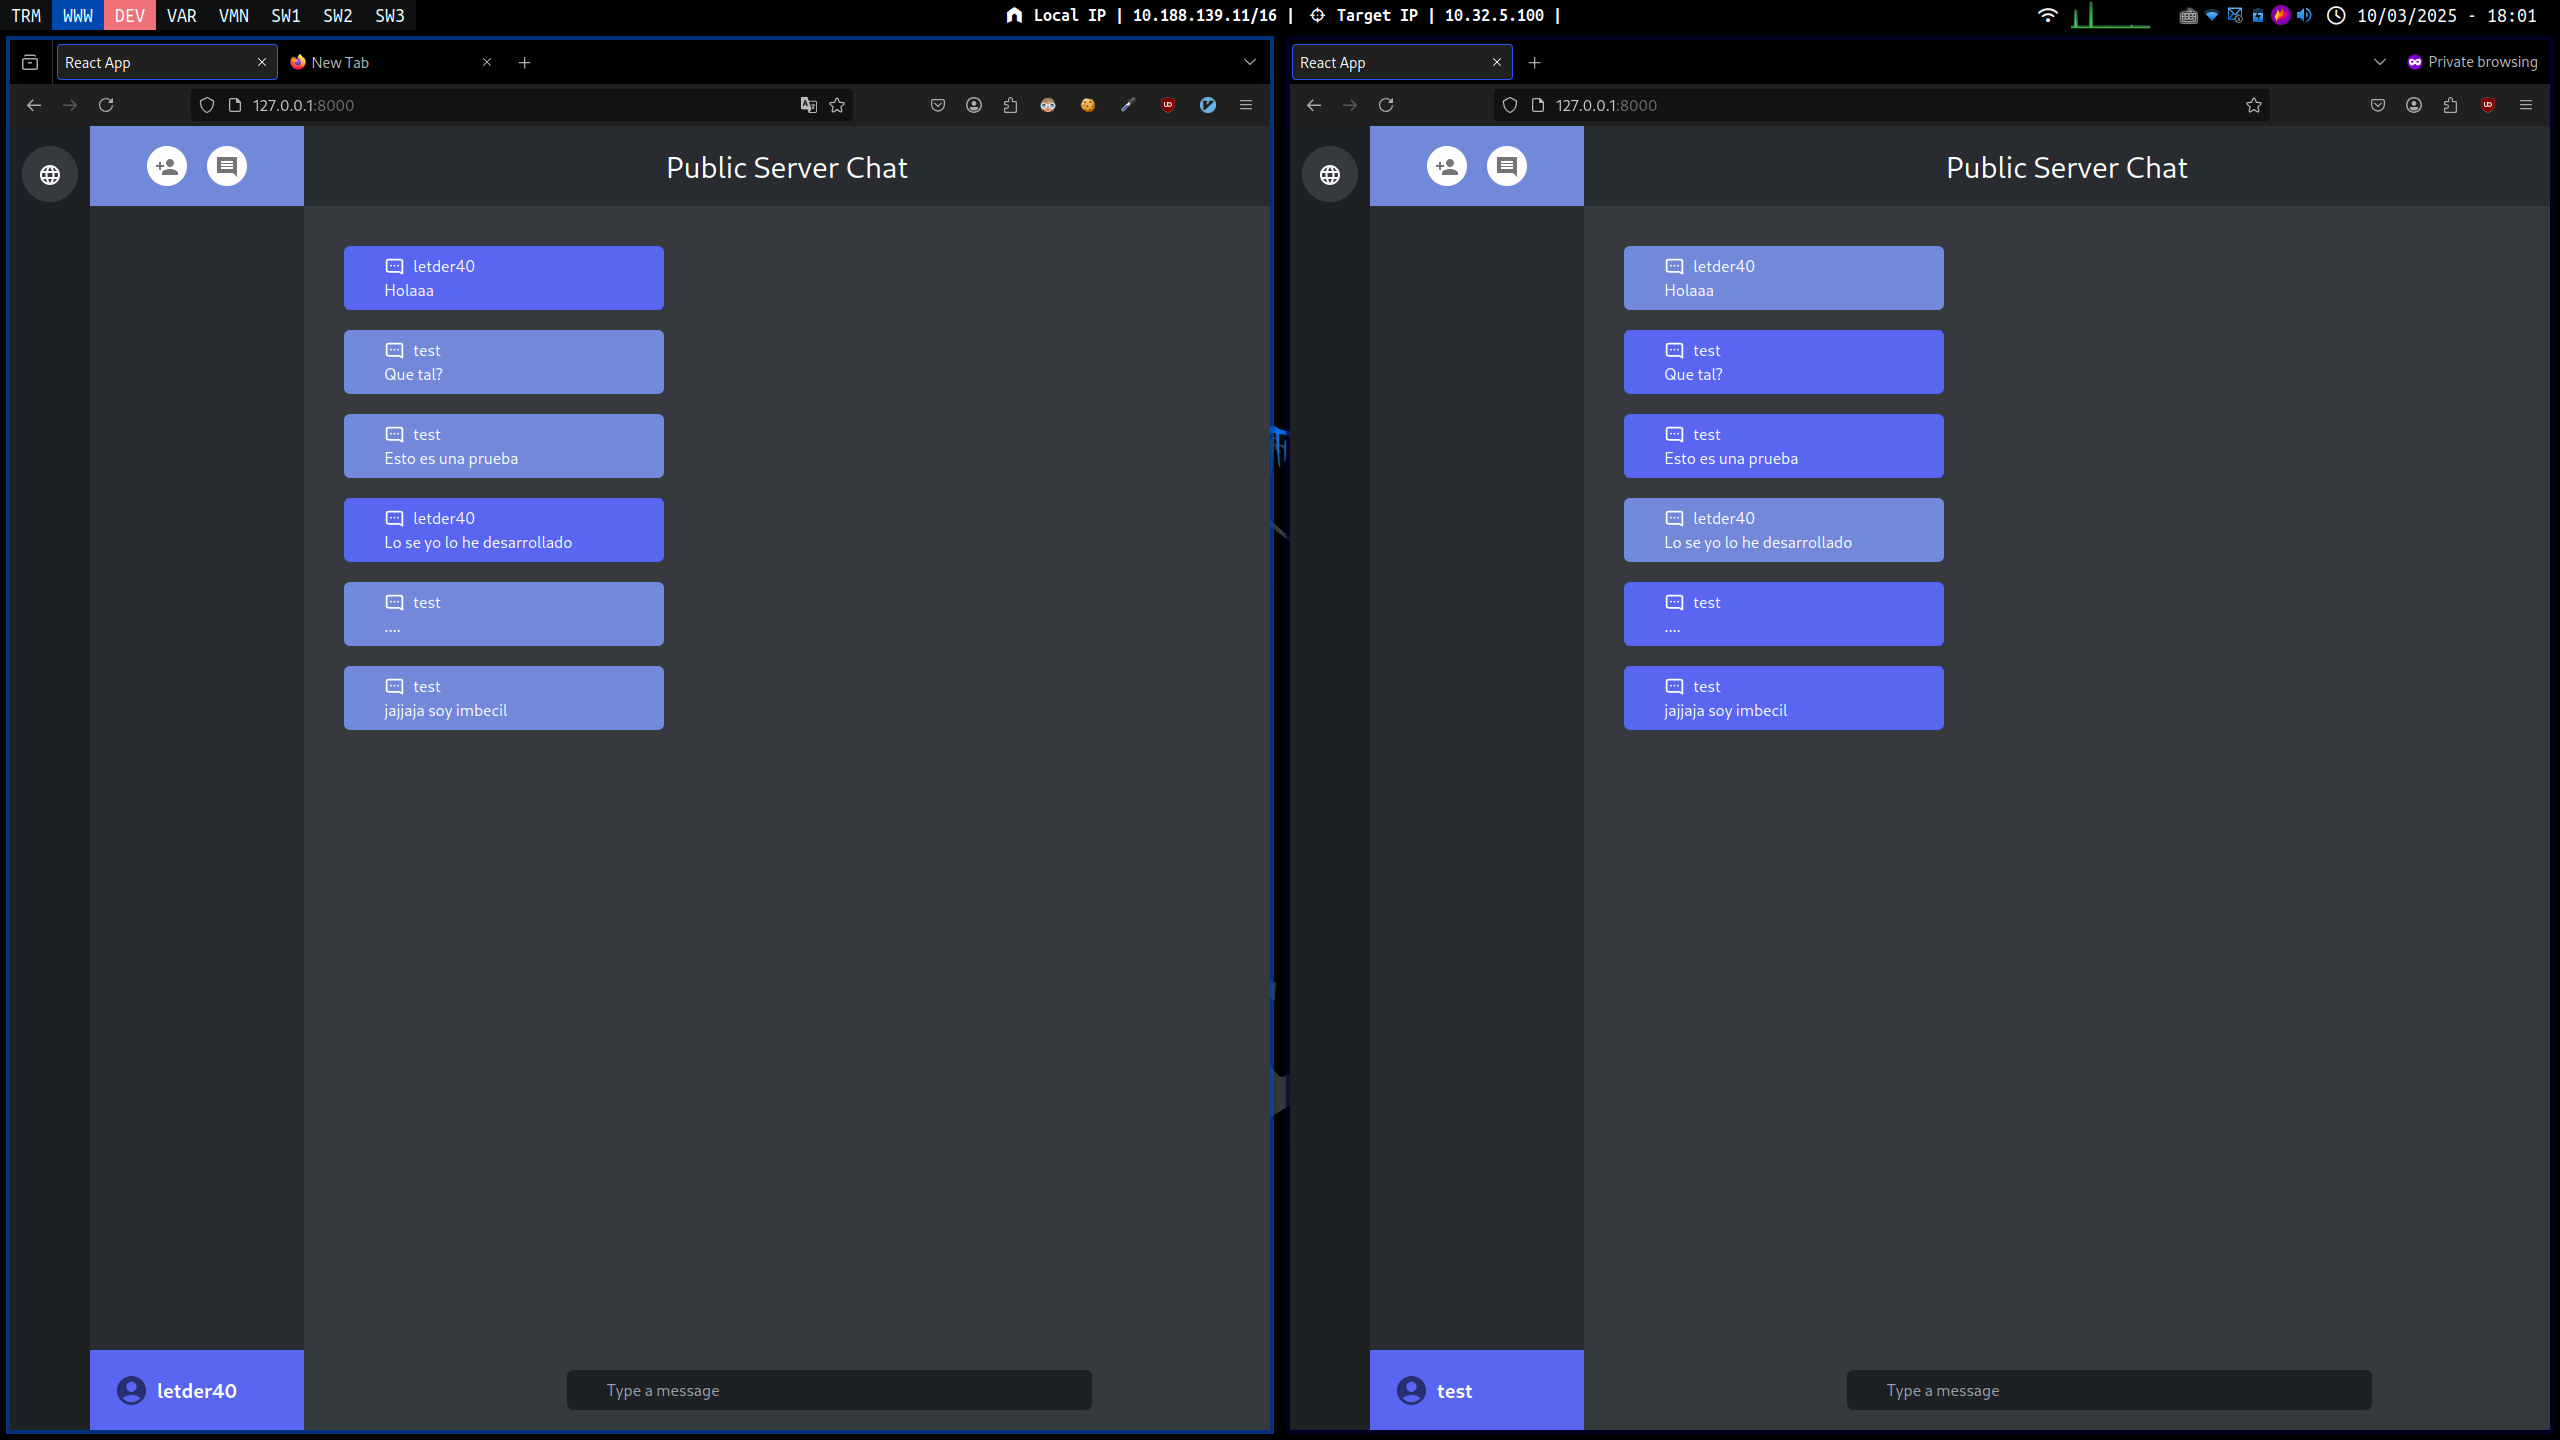 TRM WWW DEV VAR VMN SW1 SW2 SW3 Local IP | 10.188.139.11/16 | Target IP | 10.32.5.100 | 10/03/2025 - 18:01
React App New Tab
127.0.0.1:8000
Public Server Chat
letder40
Holaaa
test
Que tal?
test
Esto es una prueba
letder40
Lo se yo lo he desarrollado
test
....
test
jajjaja soy imbecil
letder40
Type a message
React App Private browsing
127.0.0.1:8000
Public Server Chat
letder40
Holaaa
test
Que tal?
test
Esto es una prueba
letder40
Lo se yo lo he desarrollado
test
....
test
jajjaja soy imbecil
test
Type a message